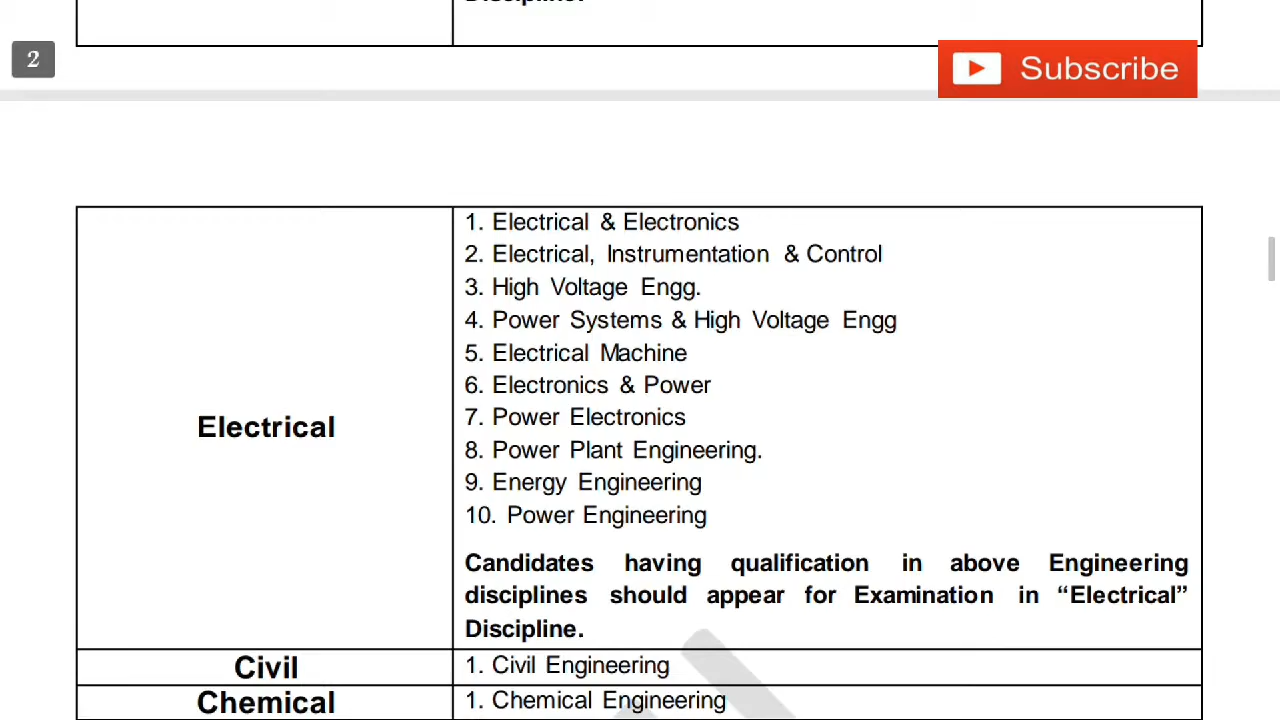 Discipline.
2
Subscribe
1. Electrical & Electronics
2. Electrical, Instrumentation & Control
3. High Voltage Engg.
4. Power Systems & High Voltage Engg
5. Electrical Machine
6. Electronics & Power
7. Power Electronics
8. Power Plant Engineering.
9. Energy Engineering
10. Power Engineering
Electrical
Candidates having qualification in above Engineering
disciplines should appear for Examination in “Electrical”
Discipline.
Civil
1. Civil Engineering
Chemical
1. Chemical Engineering